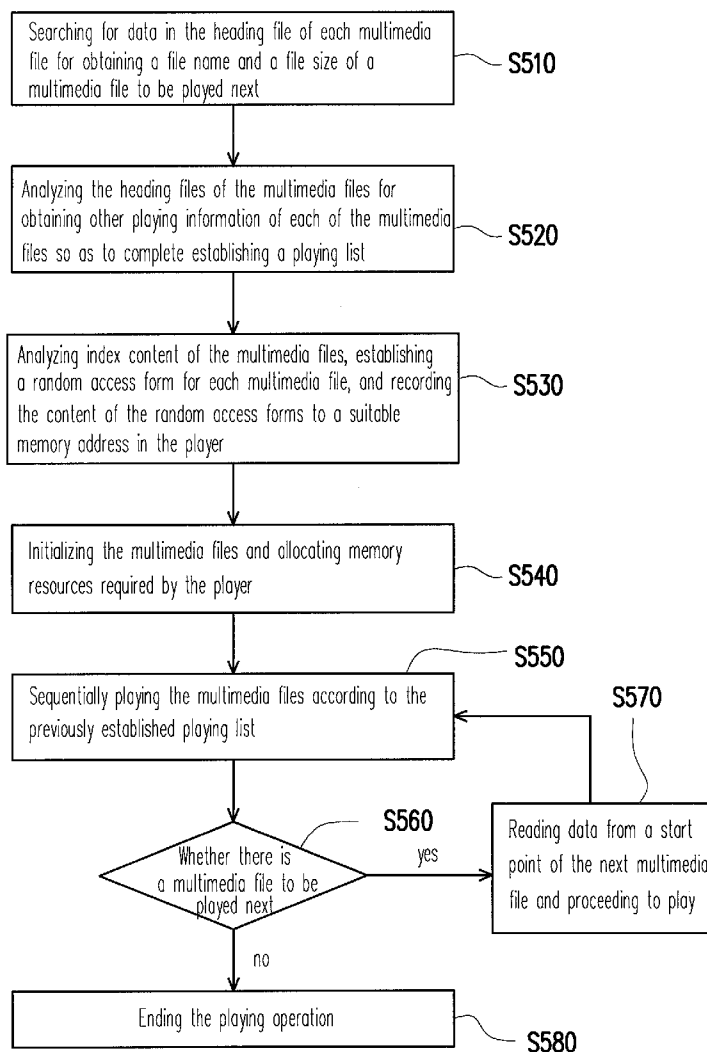 Searching for data in the heading file of each multimedia
file for obtaining a file name and a file size of a
multimedia file to be played next
S510
Analyzing the heading files of the multimedia files for
obtaining other playing information of each of the multimedia
files so as to complete establishing a playing list
S520
Analyzing index content of the multimedia files, establishing
a random access form for each multimedia file, and recording
the content of the random access forms to a suitable
memory address in the player
S530
Initializing the multimedia files and allocating memory
resources required by the player
S540
S550
Sequentially playing the multimedia files according to the
previously established playing list
S570
S560
Whether there is
a multimedia file to be
played next
yes
Reading data from a start
point of the next multimedia
file and proceeding to play
no
Ending the playing operation
S580